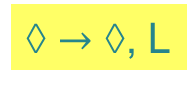 ◊ → ◊, L